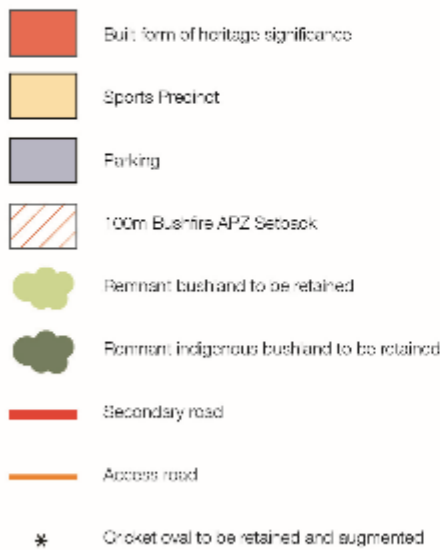 Built form of heritage significance
Sports Precinct
Parking
100m Bushfire APZ Setback
Remnant bushland to be retained
Remnant indigenous bushland to be retained
Secondary road
Access road
* Cricket oval to be retained and augmented